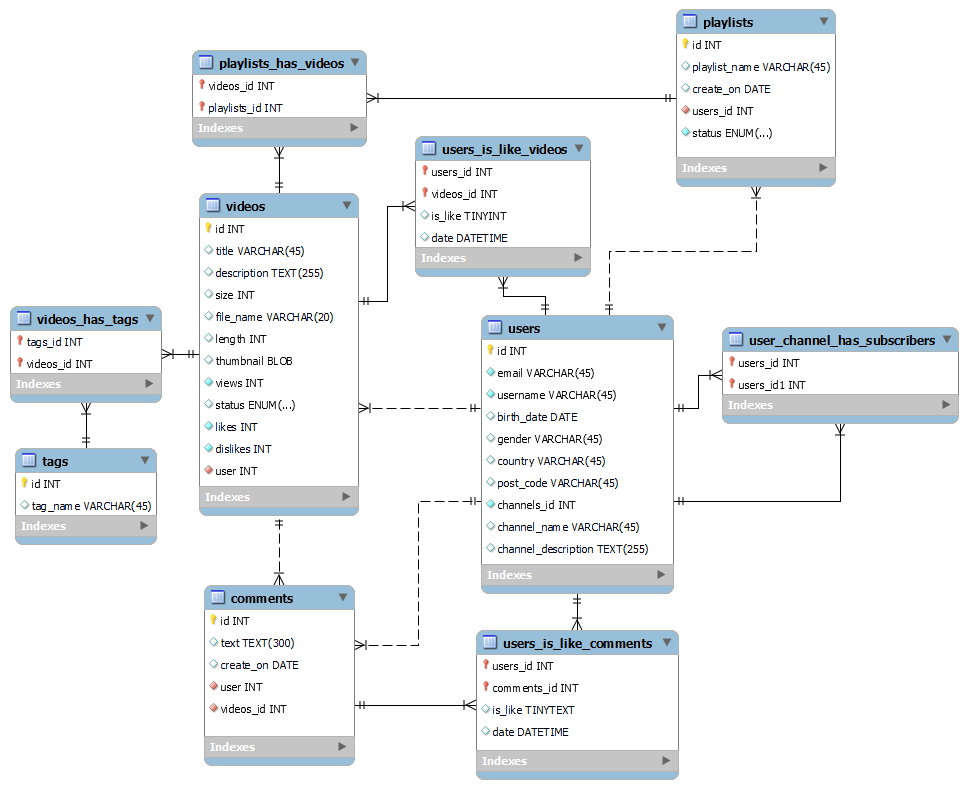 playlists
id INT
playlist_name VARCHAR(45)
create_on DATE
users_id INT
status ENUM(...)
Indexes
playlists_has_videos
videos_id INT
playlists_id INT
Indexes
users_is_like_videos
users_id INT
videos_id INT
is_like TINYINT
date DATETIME
Indexes
videos
id INT
title VARCHAR(45)
description TEXT(255)
size INT
file_name VARCHAR(20)
length INT
thumbnail BLOB
views INT
status ENUM(...)
likes INT
dislikes INT
user INT
Indexes
videos_has_tags
tags_id INT
videos_id INT
Indexes
users
id INT
email VARCHAR(45)
username VARCHAR(45)
birth_date DATE
gender VARCHAR(45)
country VARCHAR(45)
post_code VARCHAR(45)
channels_id INT
channel_name VARCHAR(45)
channel_description TEXT(255)
Indexes
user_channel_has_subscribers
users_id INT
users_id1 INT
Indexes
tags
id INT
tag_name VARCHAR(45)
Indexes
comments
id INT
text TEXT(300)
create_on DATE
user INT
videos_id INT
Indexes
users_is_like_comments
users_id INT
comments_id INT
is_like TINYTEXT
date DATETIME
Indexes